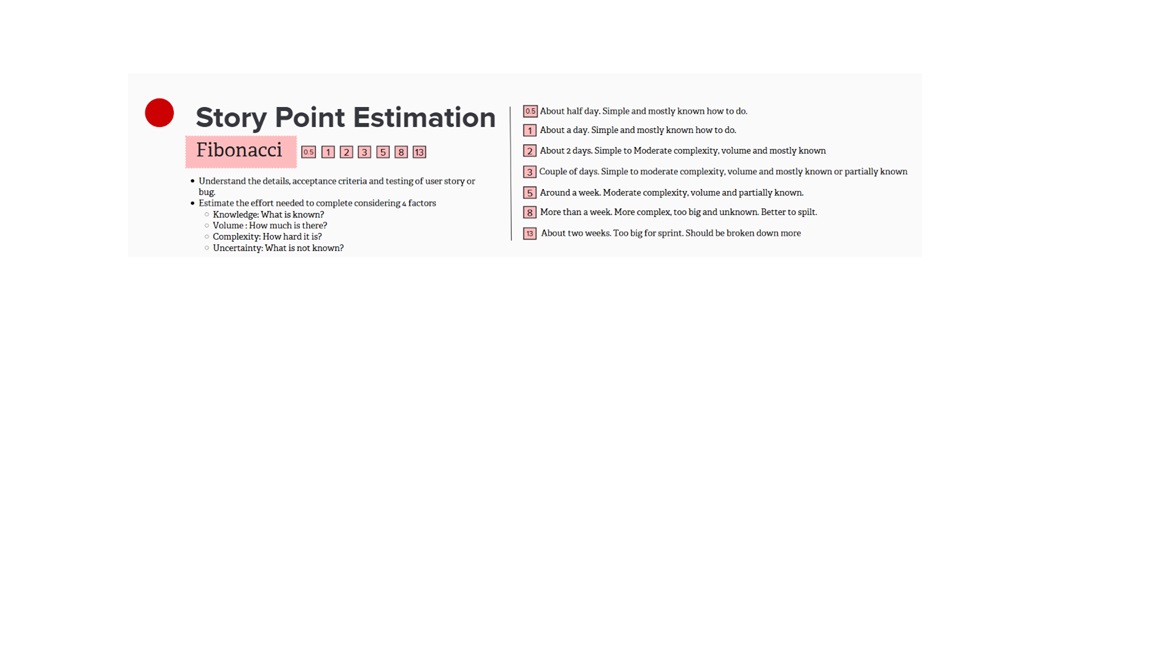 Story Point Estimation
Fibonacci 0.5 1 2 3 5 8 13
• Understand the details, acceptance criteria and testing of user story or
bug.
• Estimate the effort needed to complete considering 4 factors
○ Knowledge: What is known?
○ Volume : How much is there?
○ Complexity: How hard it is?
○ Uncertainty: What is not known?
0.5 About half day. Simple and mostly known how to do.
1 About a day. Simple and mostly known how to do.
2 About 2 days. Simple to Moderate complexity, volume and mostly known
3 Couple of days. Simple to moderate complexity, volume and mostly known or partially known
5 Around a week. Moderate complexity, volume and partially known.
8 More than a week. More complex, too big and unknown. Better to spilt.
13 About two weeks. Too big for sprint. Should be broken down more